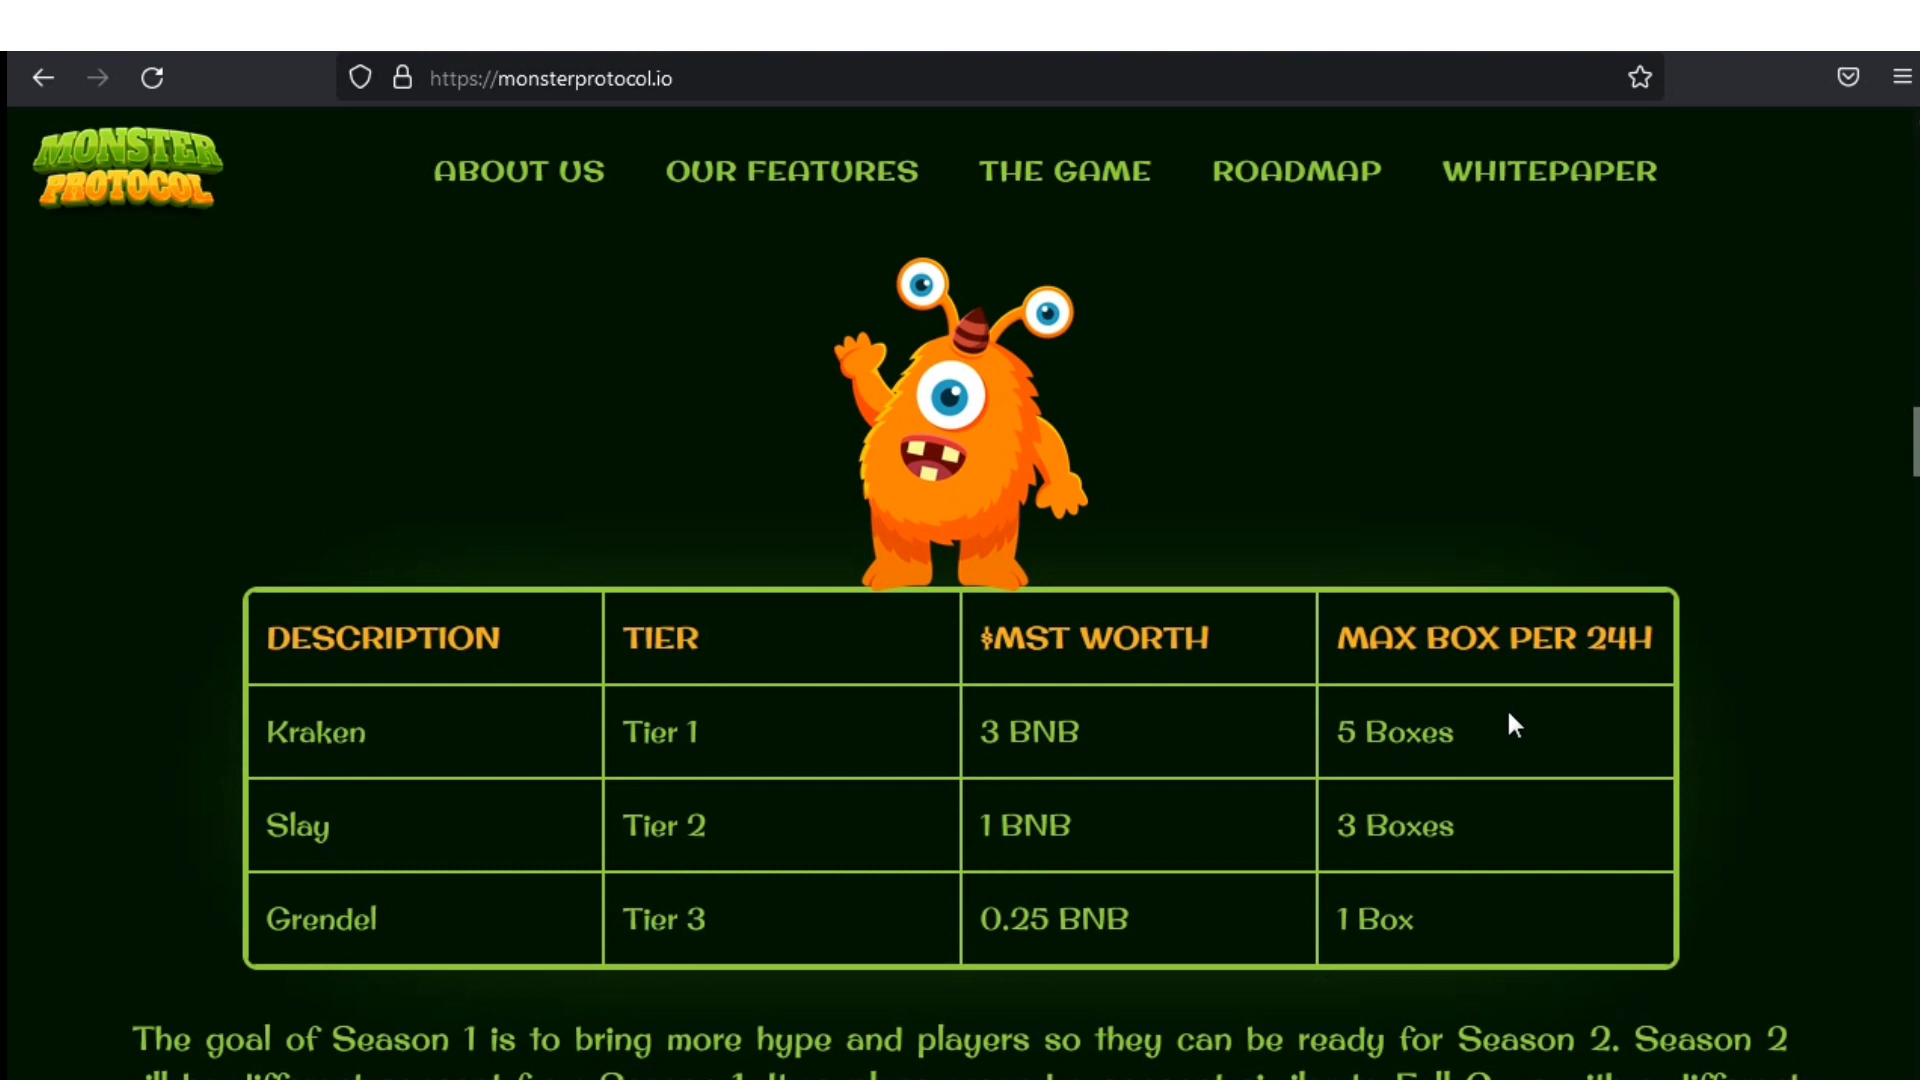 https://monsterprotocol.io
MONSTER
PROTOCOL
ABOUT US OUR FEATURES THE GAME ROADMAP WHITEPAPER
DESCRIPTION TIER $MST WORTH MAX BOX PER 24H
Kraken Tier 1 3 BNB 5 Boxes
Slay Tier 2 1 BNB 3 Boxes
Grendel Tier 3 0.25 BNB 1 Box
The goal of Season 1 is to bring more hype and players so they can be ready for Season 2. Season 2